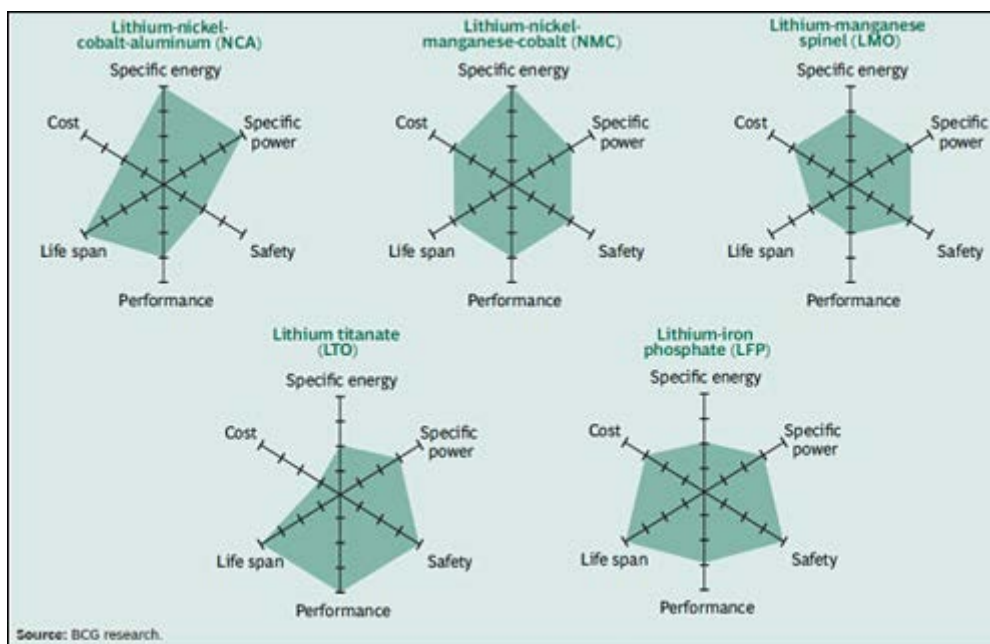 Lithium-nickel-
cobalt-aluminum (NCA)
Specific energy
Cost
Specific
power
Life span
Safety
Performance
Lithium-nickel-
manganese-cobalt (NMC)
Specific energy
Cost
Specific
power
Life span
Safety
Performance
Lithium-manganese
spinel (LMO)
Specific energy
Cost
Specific
power
Life span
Safety
Performance
Lithium titanate
(LTO)
Specific energy
Cost
Specific
power
Life span
Safety
Performance
Lithium-iron
phosphate (LFP)
Specific energy
Cost
Specific
power
Life span
Safety
Performance
Source: BCG research.